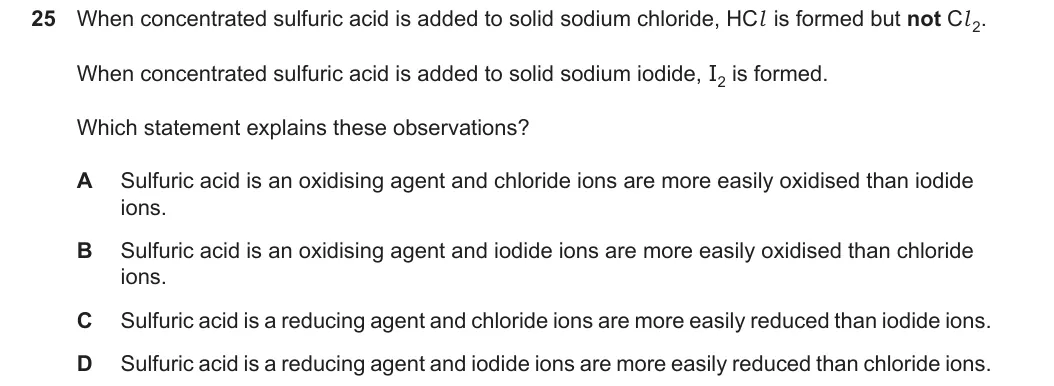 25 When concentrated sulfuric acid is added to solid sodium chloride, HCl is formed but not Cl₂.
When concentrated sulfuric acid is added to solid sodium iodide, I₂ is formed.
Which statement explains these observations?
A Sulfuric acid is an oxidising agent and chloride ions are more easily oxidised than iodide
ions.
B Sulfuric acid is an oxidising agent and iodide ions are more easily oxidised than chloride
ions.
C Sulfuric acid is a reducing agent and chloride ions are more easily reduced than iodide ions.
D Sulfuric acid is a reducing agent and iodide ions are more easily reduced than chloride ions.